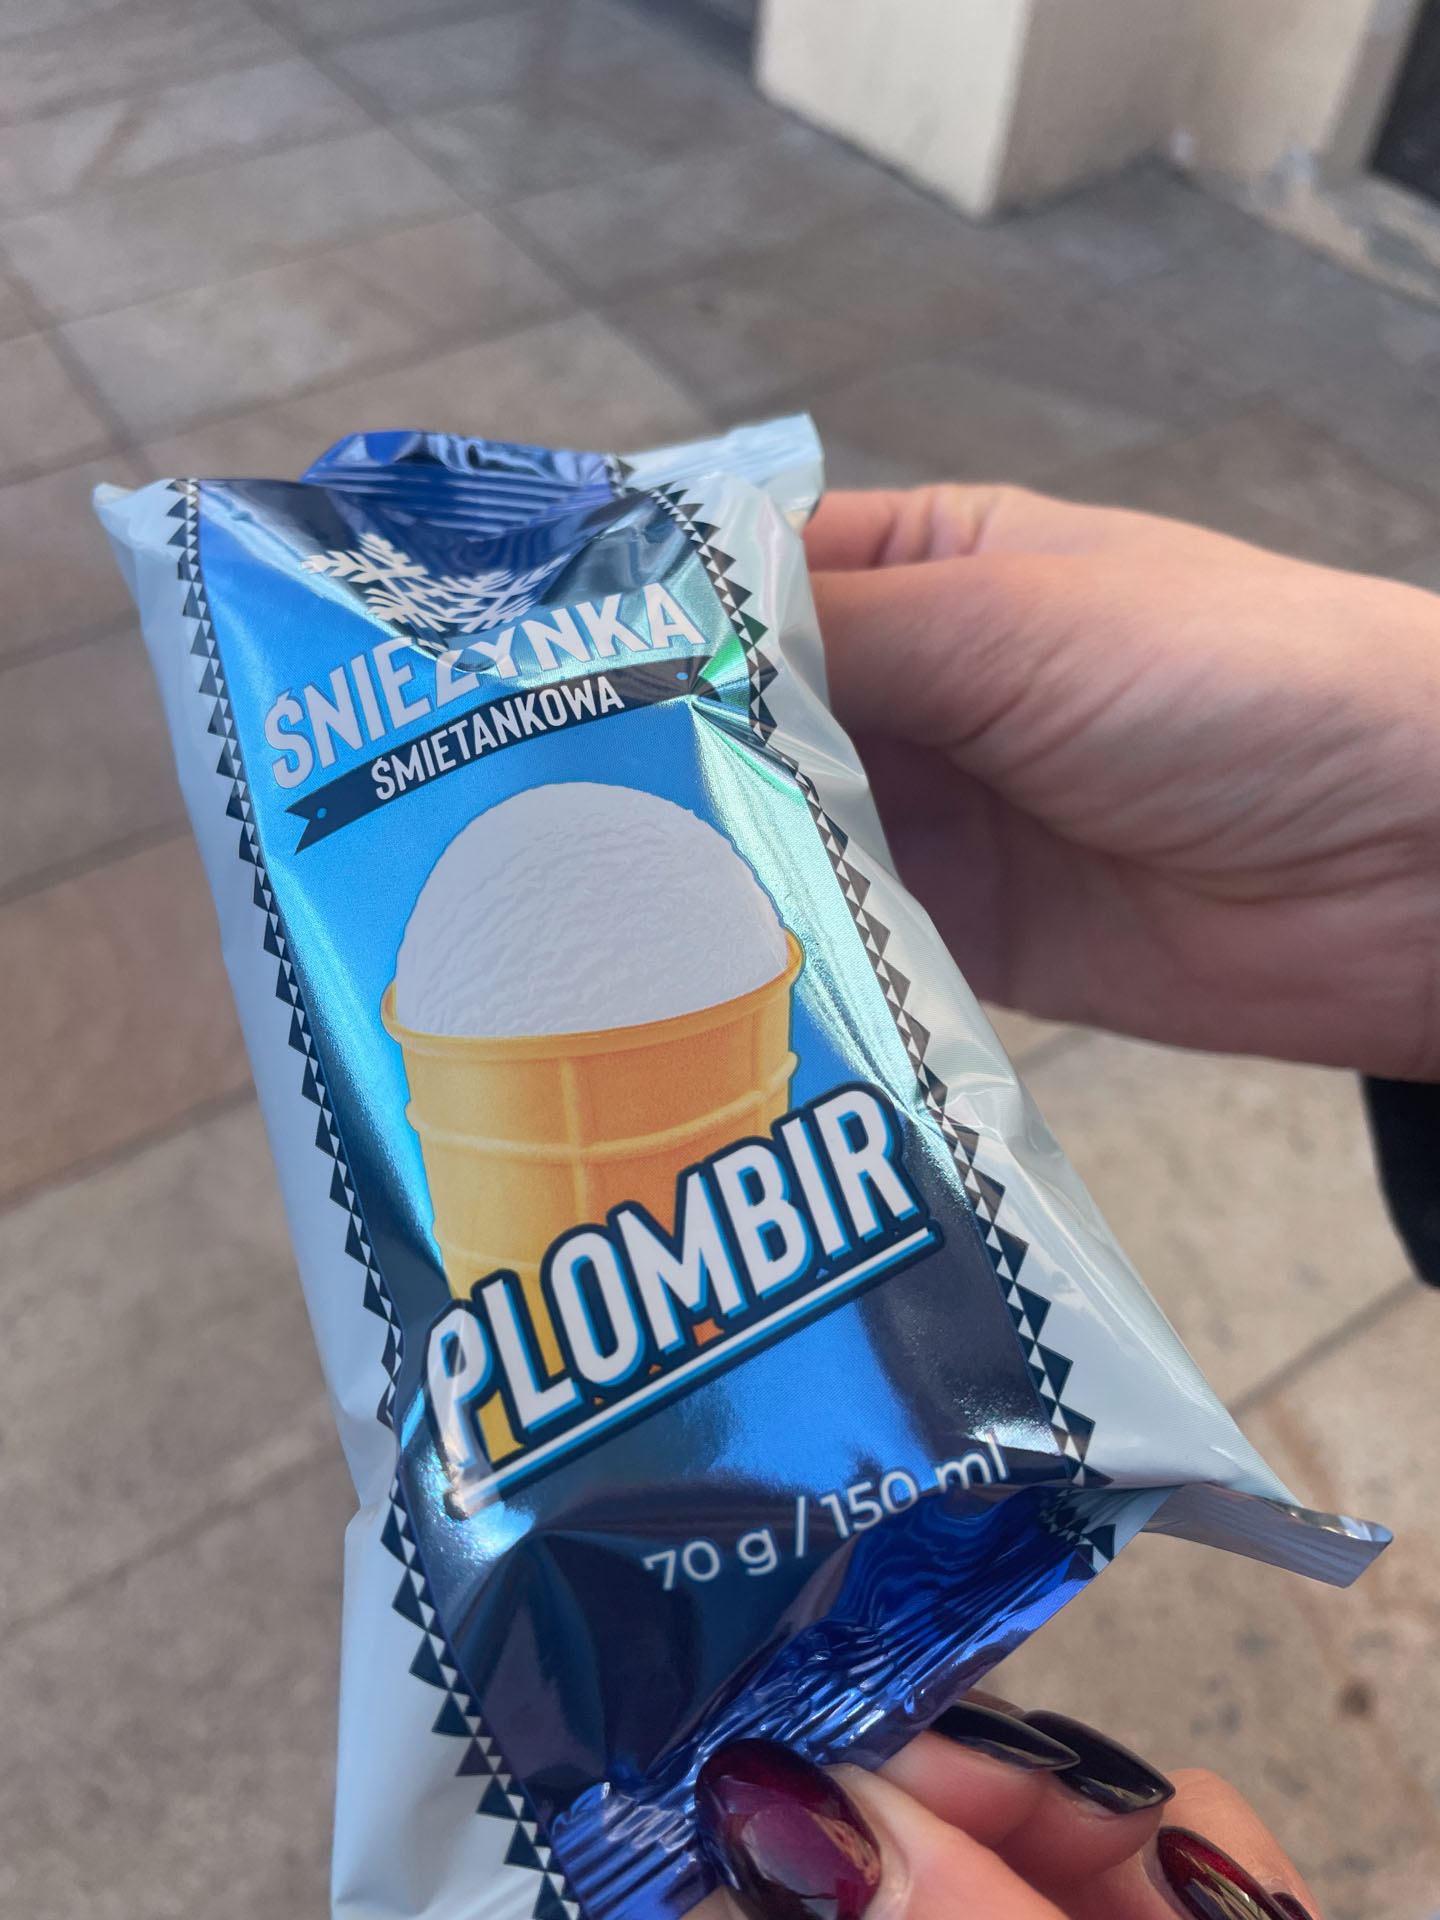 ŚNIEŻYNKA
ŚMIETANKOWA
PLOMBIR
70 g / 150 ml